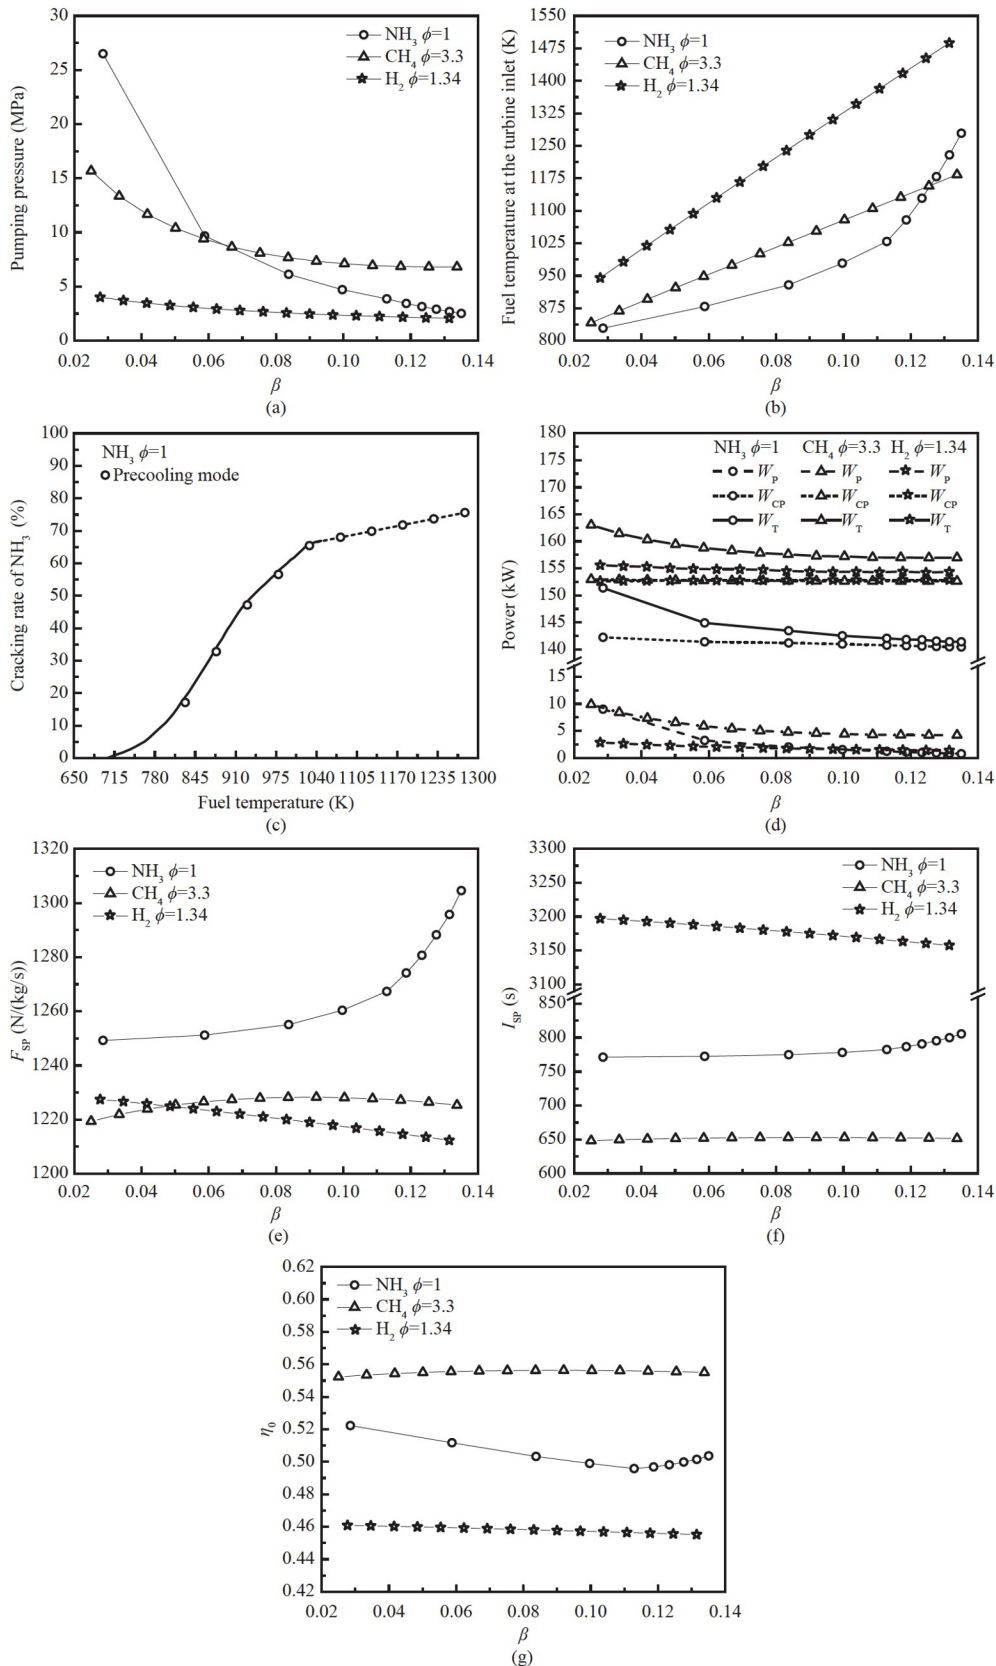 30
25
20
15
10
5
0
0.02 0.04 0.06 0.08 0.10 0.12 0.14
Pumping pressure (MPa)
NH3 ϕ=1
CH4 ϕ=3.3
H2 ϕ=1.34
β
(a)
1550
1475
1400
1325
1250
1175
1100
1025
950
875
800
0.02 0.04 0.06 0.08 0.10 0.12 0.14
Fuel temperature at the turbine inlet (K)
NH3 ϕ=1
CH4 ϕ=3.3
H2 ϕ=1.34
β
(b)
100
90
80
70
60
50
40
30
20
10
0
650 715 780 845 910 975 1040 1105 1170 1235 1300
Cracking rate of NH3 (%)
NH3 ϕ=1
Precooling mode
Fuel temperature (K)
(c)
180
175
170
165
160
155
150
145
140
15
10
5
0
0.02 0.04 0.06 0.08 0.10 0.12 0.14
Power (kW)
NH3 ϕ=1 CH4 ϕ=3.3 H2 ϕ=1.34
WP WP WP
WCP WCP WCP
WT WT WT
β
(d)
1320
1300
1280
1260
1240
1220
1200
0.02 0.04 0.06 0.08 0.10 0.12 0.14
FSP (N/(kg/s))
NH3 ϕ=1
CH4 ϕ=3.3
H2 ϕ=1.34
β
(e)
3300
3250
3200
3150
3100
850
800
750
700
650
600
0.02 0.04 0.06 0.08 0.10 0.12 0.14
ISP (s)
NH3 ϕ=1
CH4 ϕ=3.3
H2 ϕ=1.34
β
(f)
0.62
0.60
0.58
0.56
0.54
0.52
0.50
0.48
0.46
0.44
0.42
0.02 0.04 0.06 0.08 0.10 0.12 0.14
η0
NH3 ϕ=1
CH4 ϕ=3.3
H2 ϕ=1.34
β
(g)